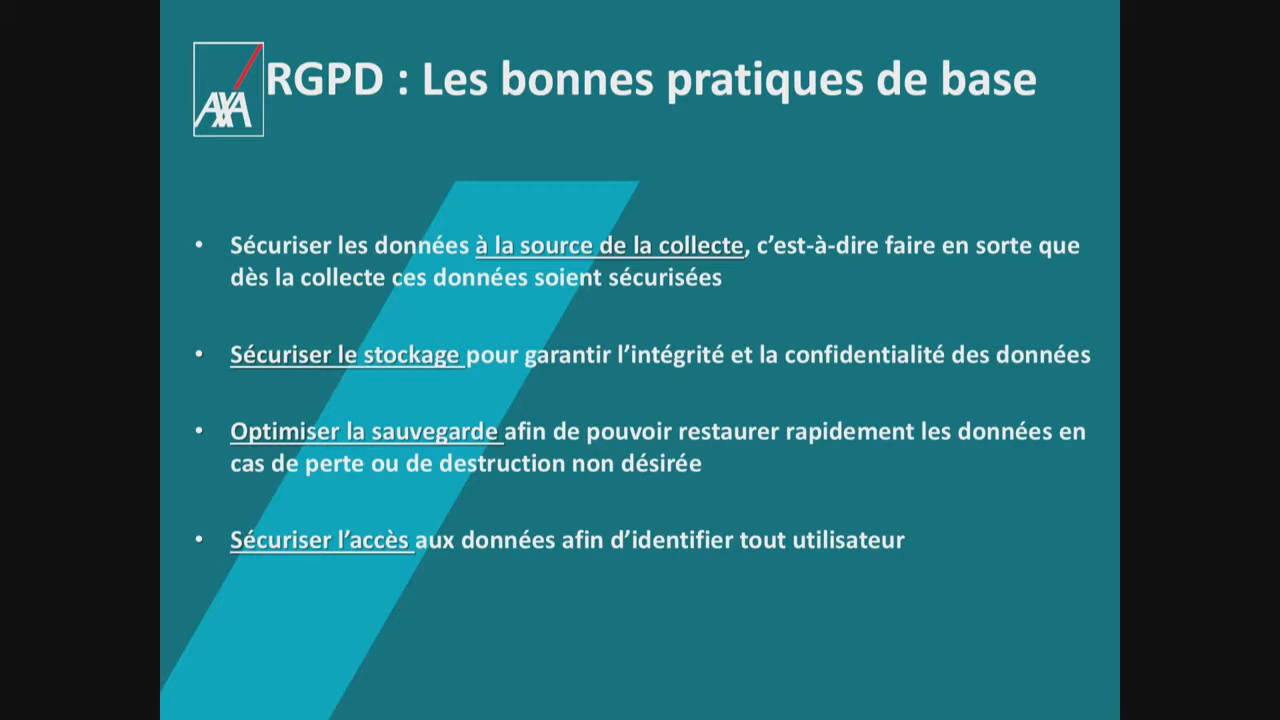 AXA
RGPD : Les bonnes pratiques de base
• Sécuriser les données à la source de la collecte, c’est-à-dire faire en sorte que
dès la collecte ces données soient sécurisées
• Sécuriser le stockage pour garantir l’intégrité et la confidentialité des données
• Optimiser la sauvegarde afin de pouvoir restaurer rapidement les données en
cas de perte ou de destruction non désirée
• Sécuriser l’accès aux données afin d’identifier tout utilisateur